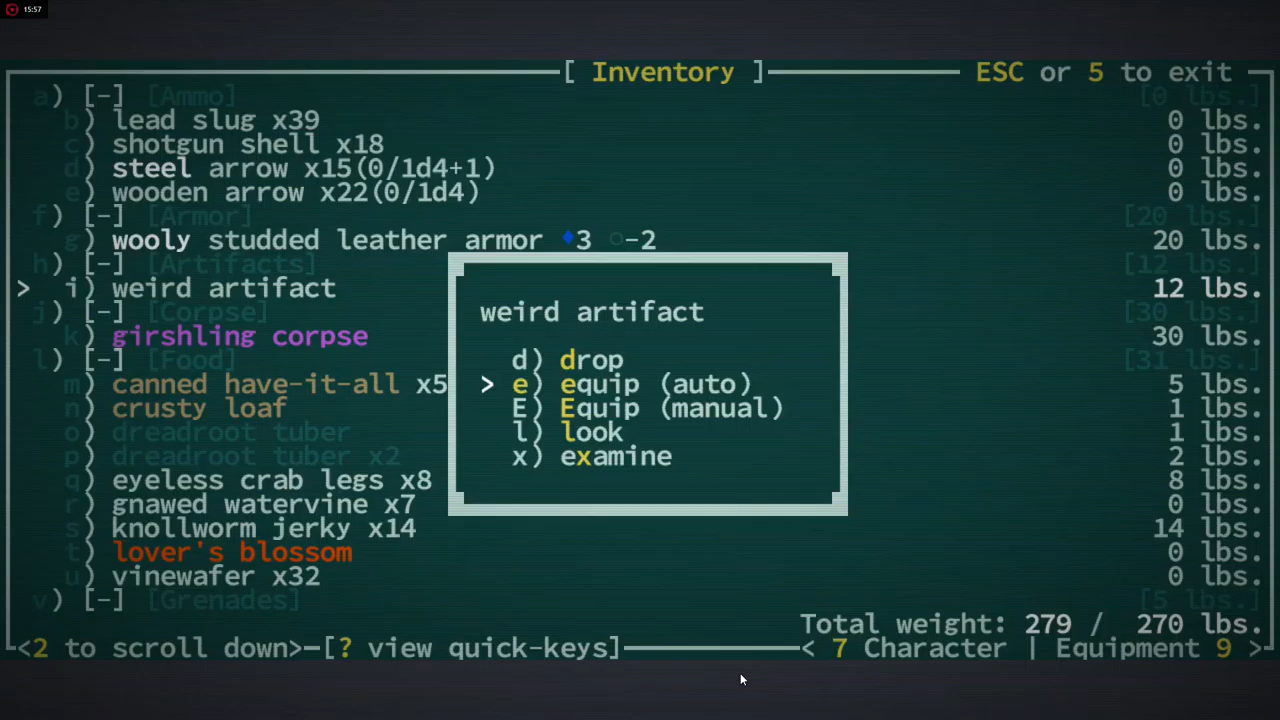 15:57
[ Inventory ] ESC or 5 to exit
a) [-] [Ammo] [0 lbs.]
b) lead slug x39 0 lbs.
c) shotgun shell x18 0 lbs.
d) steel arrow x15(0/1d4+1) 0 lbs.
e) wooden arrow x22(0/1d4) 0 lbs.
f) [-] [Armor] [20 lbs.]
g) wooly studded leather armor ♦3 ○-2 20 lbs.
h) [-] [Artifacts] [12 lbs.]
> i) weird artifact 12 lbs.
j) [-] [Corpse] [30 lbs.]
k) girshling corpse 30 lbs.
l) [-] [Food] [31 lbs.]
m) canned have-it-all x5 5 lbs.
n) crusty loaf 1 lbs.
o) dreadroot tuber 1 lbs.
p) dreadroot tuber x2 2 lbs.
q) eyeless crab legs x8 8 lbs.
r) gnawed watervine x7 0 lbs.
s) knollworm jerky x14 14 lbs.
t) lover's blossom 0 lbs.
u) vinewafer x32 0 lbs.
v) [-] [Grenades] [5 lbs.]
weird artifact
d) drop
> e) equip (auto)
E) Equip (manual)
l) look
x) examine
Total weight: 279 / 270 lbs.
<2 to scroll down> [? view quick-keys] < 7 Character | Equipment 9 >